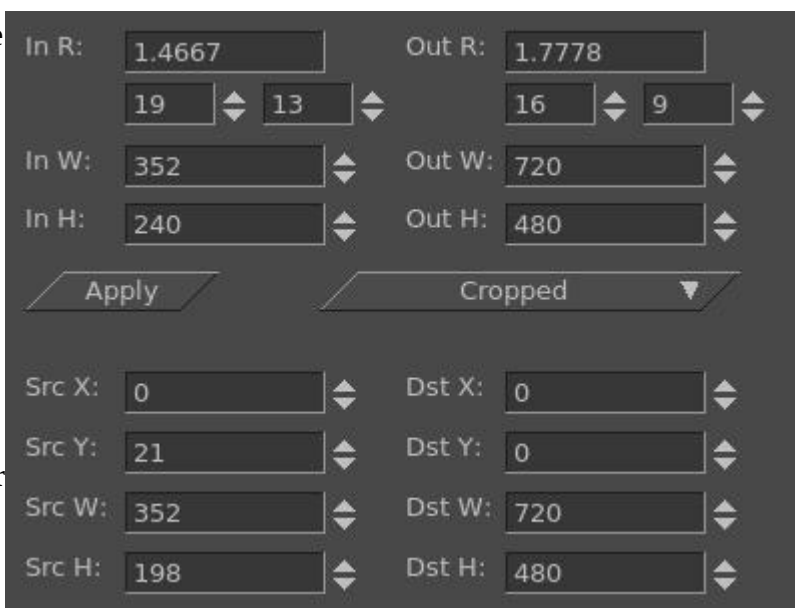 In R: 1.4667 Out R: 1.7778
19 13 16 9
In W: 352 Out W: 720
In H: 240 Out H: 480
Apply Cropped
Src X: 0 Dst X: 0
Src Y: 21 Dst Y: 0
Src W: 352 Dst W: 720
Src H: 198 Dst H: 480